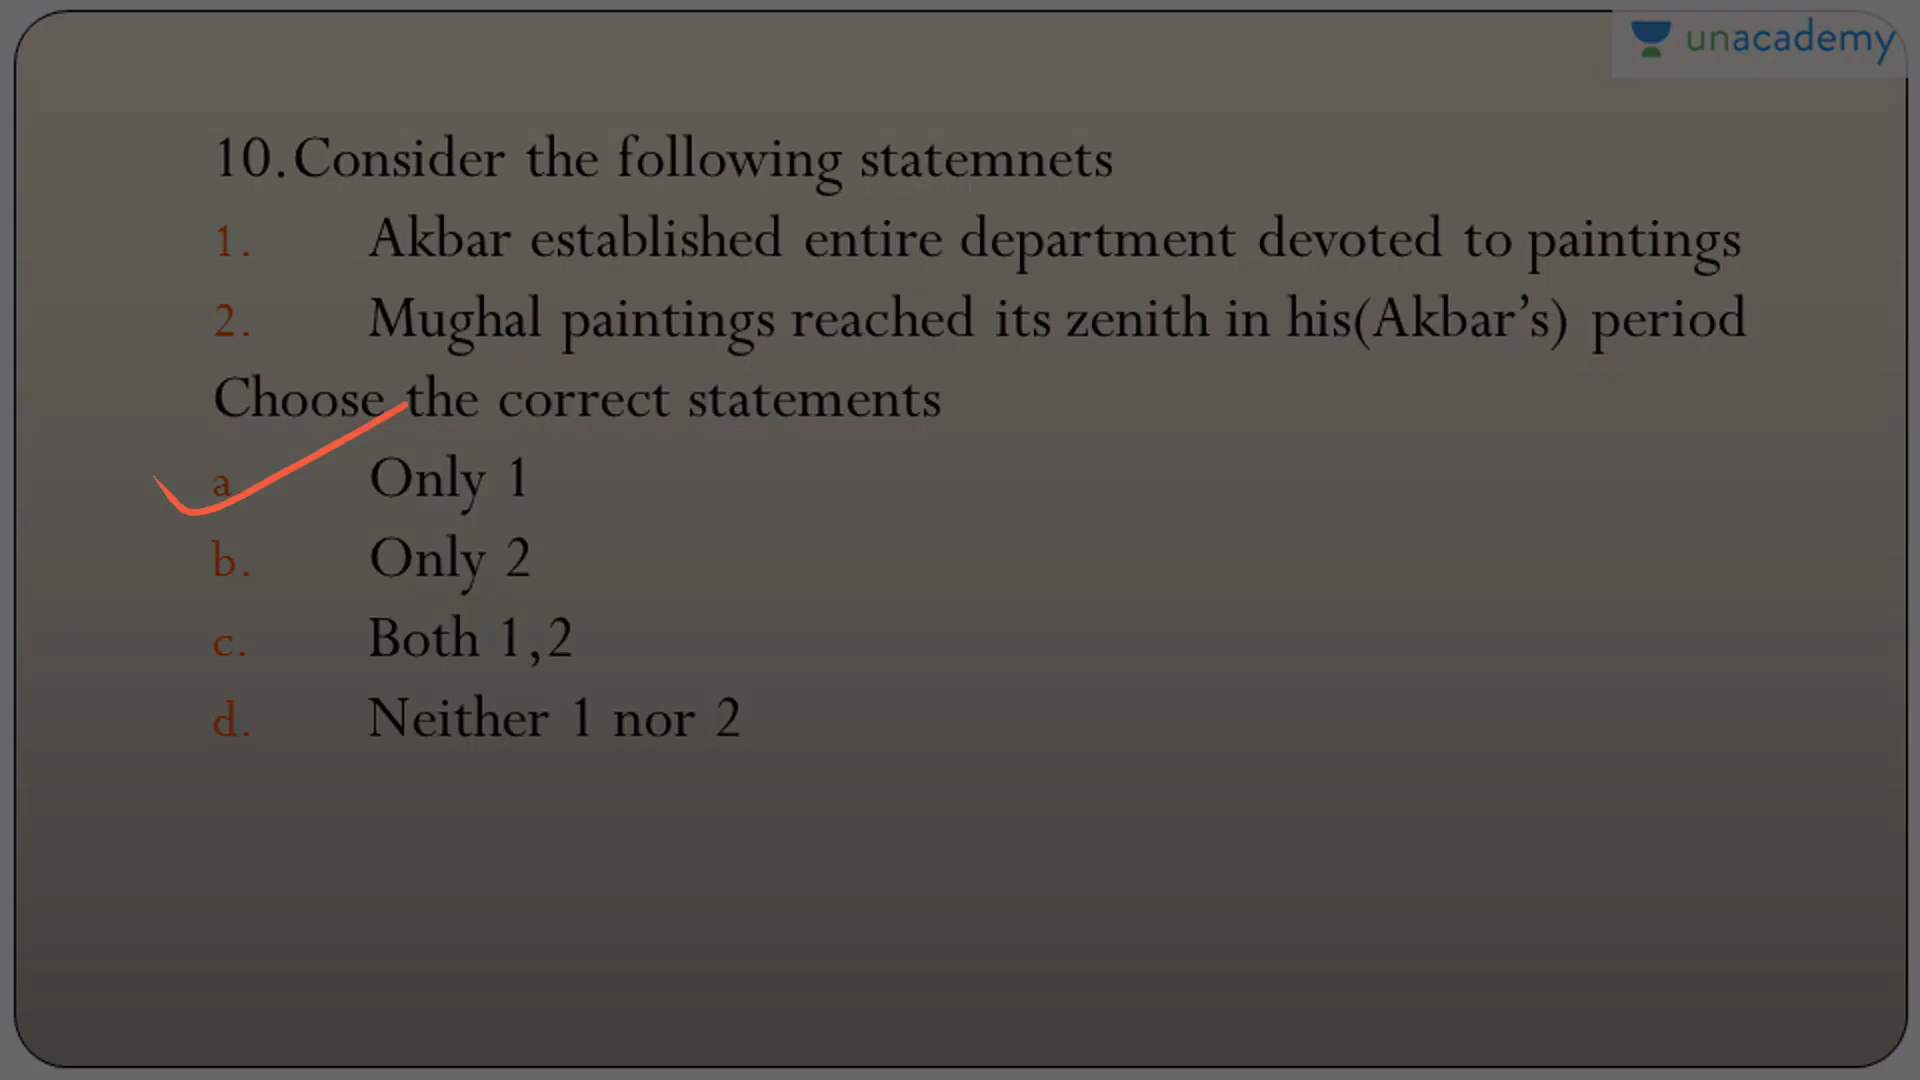 unacademy
10.Consider the following statemnets
1. Akbar established entire department devoted to paintings
2. Mughal paintings reached its zenith in his(Akbar’s) period
Choose the correct statements
a. Only 1
b. Only 2
c. Both 1,2
d. Neither 1 nor 2